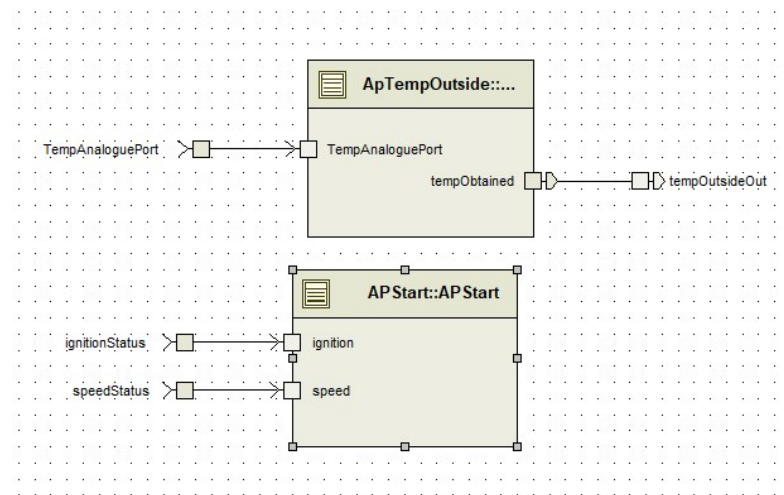 ApTempOutside::...
TempAnaloguePort
TempAnaloguePort
tempObtained
tempOutsideOut
APStart::APStart
ignitionStatus
ignition
speedStatus
speed